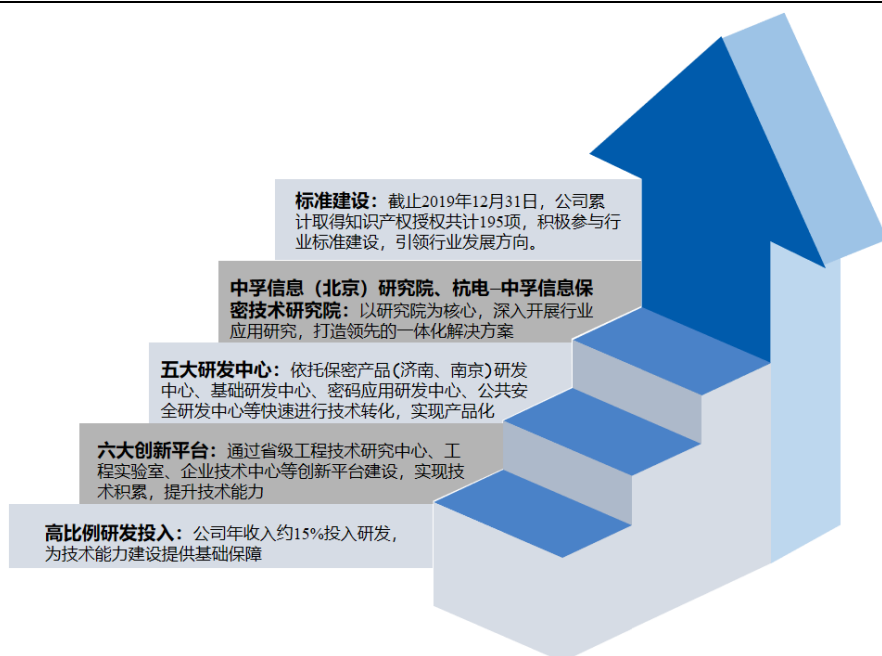 标准建设：截止2019年12月31日，公司累
计取得知识产权授权共计195项，积极参与行
业标准建设，引领行业发展方向。
中孚信息（北京）研究院、杭电–中孚信息保
密技术研究院：以研究院为核心，深入开展行业
应用研究，打造领先的一体化解决方案
五大研发中心：依托保密产品(济南、南京)研发
中心、基础研发中心、密码应用研发中心、公共安
全研发中心等快速进行技术转化，实现产品化
六大创新平台：通过省级工程技术研究中心、工
程实验室、企业技术中心等创新平台建设，实现技
术积累，提升技术能力
高比例研发投入：公司年收入约15%投入研发，
为技术能力建设提供基础保障